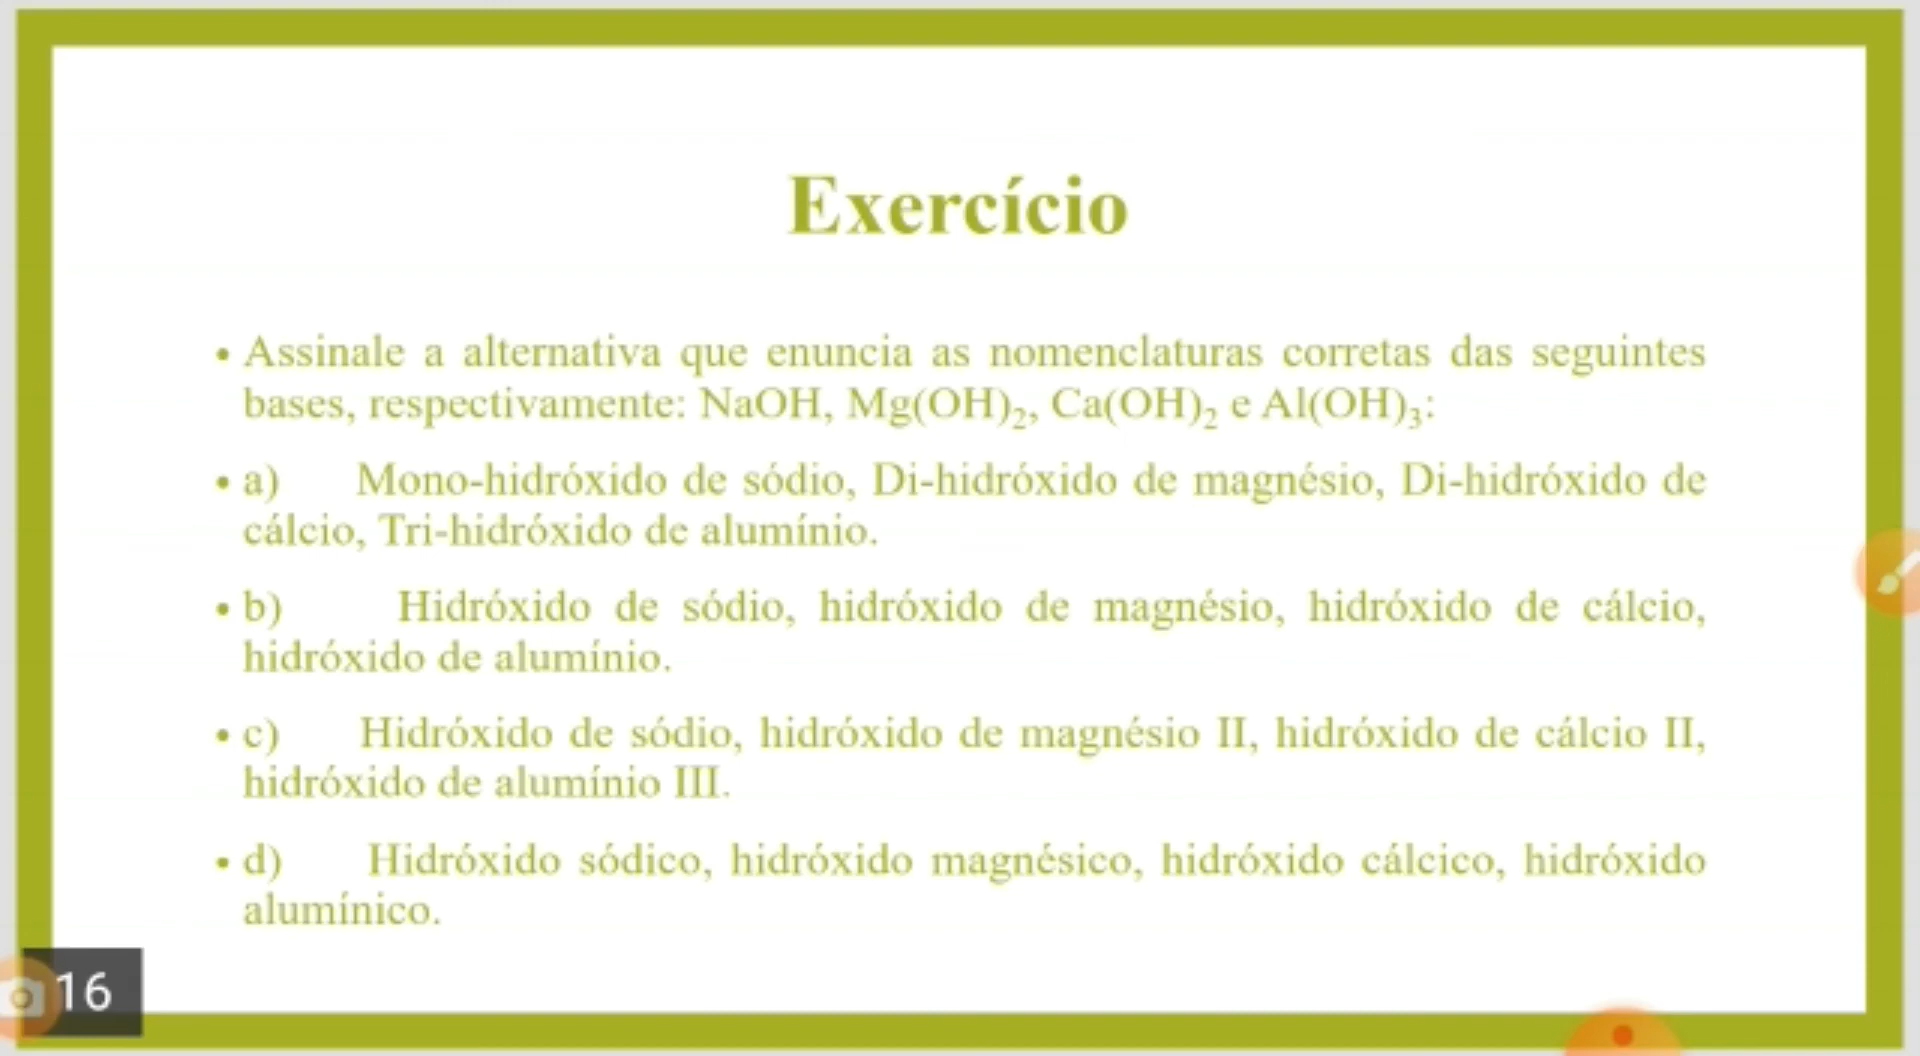 Exercício
• Assinale a alternativa que enuncia as nomenclaturas corretas das seguintes
bases, respectivamente: NaOH, Mg(OH)₂, Ca(OH)₂ e Al(OH)₃:
• a) Mono-hidróxido de sódio, Di-hidróxido de magnésio, Di-hidróxido de
cálcio, Tri-hidróxido de alumínio.
• b) Hidróxido de sódio, hidróxido de magnésio, hidróxido de cálcio,
hidróxido de alumínio.
• c) Hidróxido de sódio, hidróxido de magnésio II, hidróxido de cálcio II,
hidróxido de alumínio III.
• d) Hidróxido sódico, hidróxido magnésico, hidróxido cálcico, hidróxido
alumínico.
16